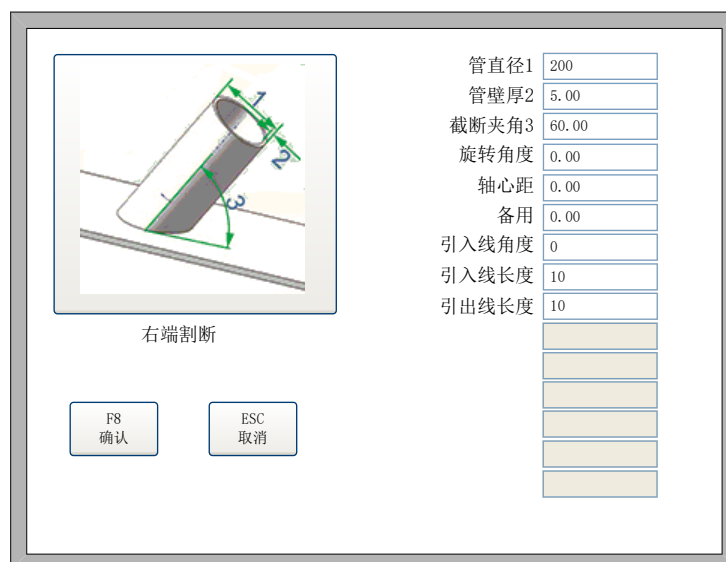 1
2
3
右端割断
F8
确认
ESC
取消
管直径1 200
管壁厚2 5.00
截断夹角3 60.00
旋转角度 0.00
轴心距 0.00
备用 0.00
引入线角度 0
引入线长度 10
引出线长度 10